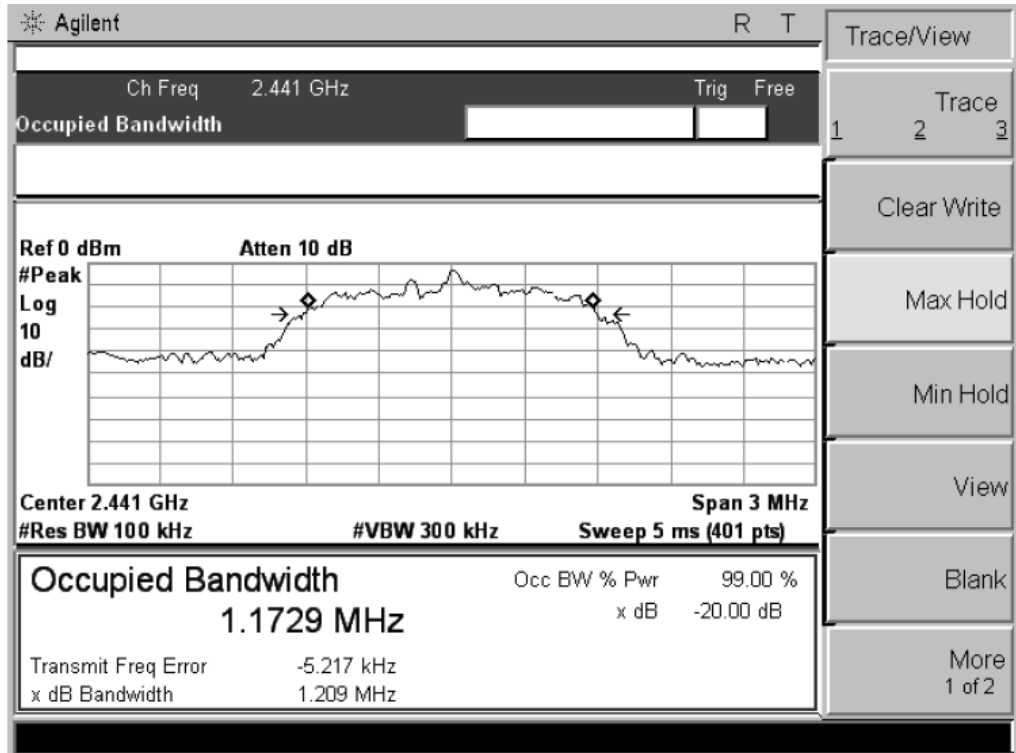 Agilent
R T
Trace/View
Ch Freq 2.441 GHz Trig Free
Occupied Bandwidth
Trace
1 2 3
Clear Write
Max Hold
Min Hold
View
Blank
More
1 of 2
Ref 0 dBm Atten 10 dB
#Peak
Log
10
dB/
Center 2.441 GHz Span 3 MHz
#Res BW 100 kHz #VBW 300 kHz Sweep 5 ms (401 pts)
Occupied Bandwidth Occ BW % Pwr 99.00 %
1.1729 MHz x dB -20.00 dB
Transmit Freq Error -5.217 kHz
x dB Bandwidth 1.209 MHz